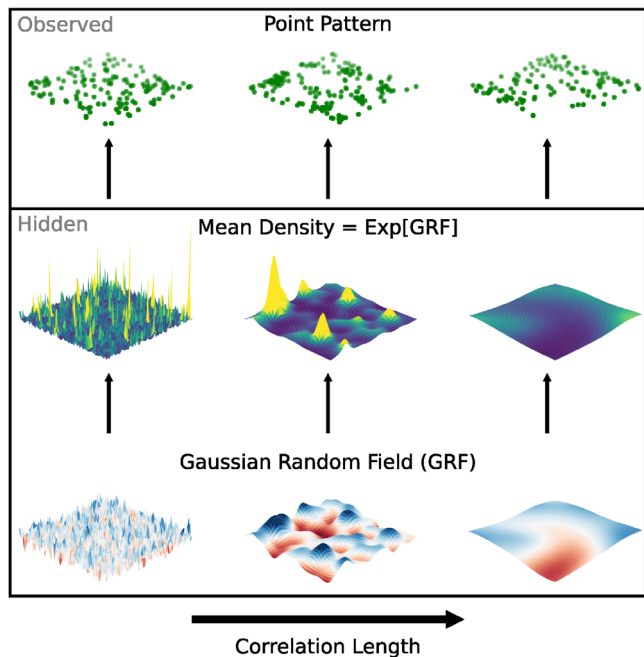 Observed
Point Pattern
Hidden
Mean Density = Exp[GRF]
Gaussian Random Field (GRF)
Correlation Length